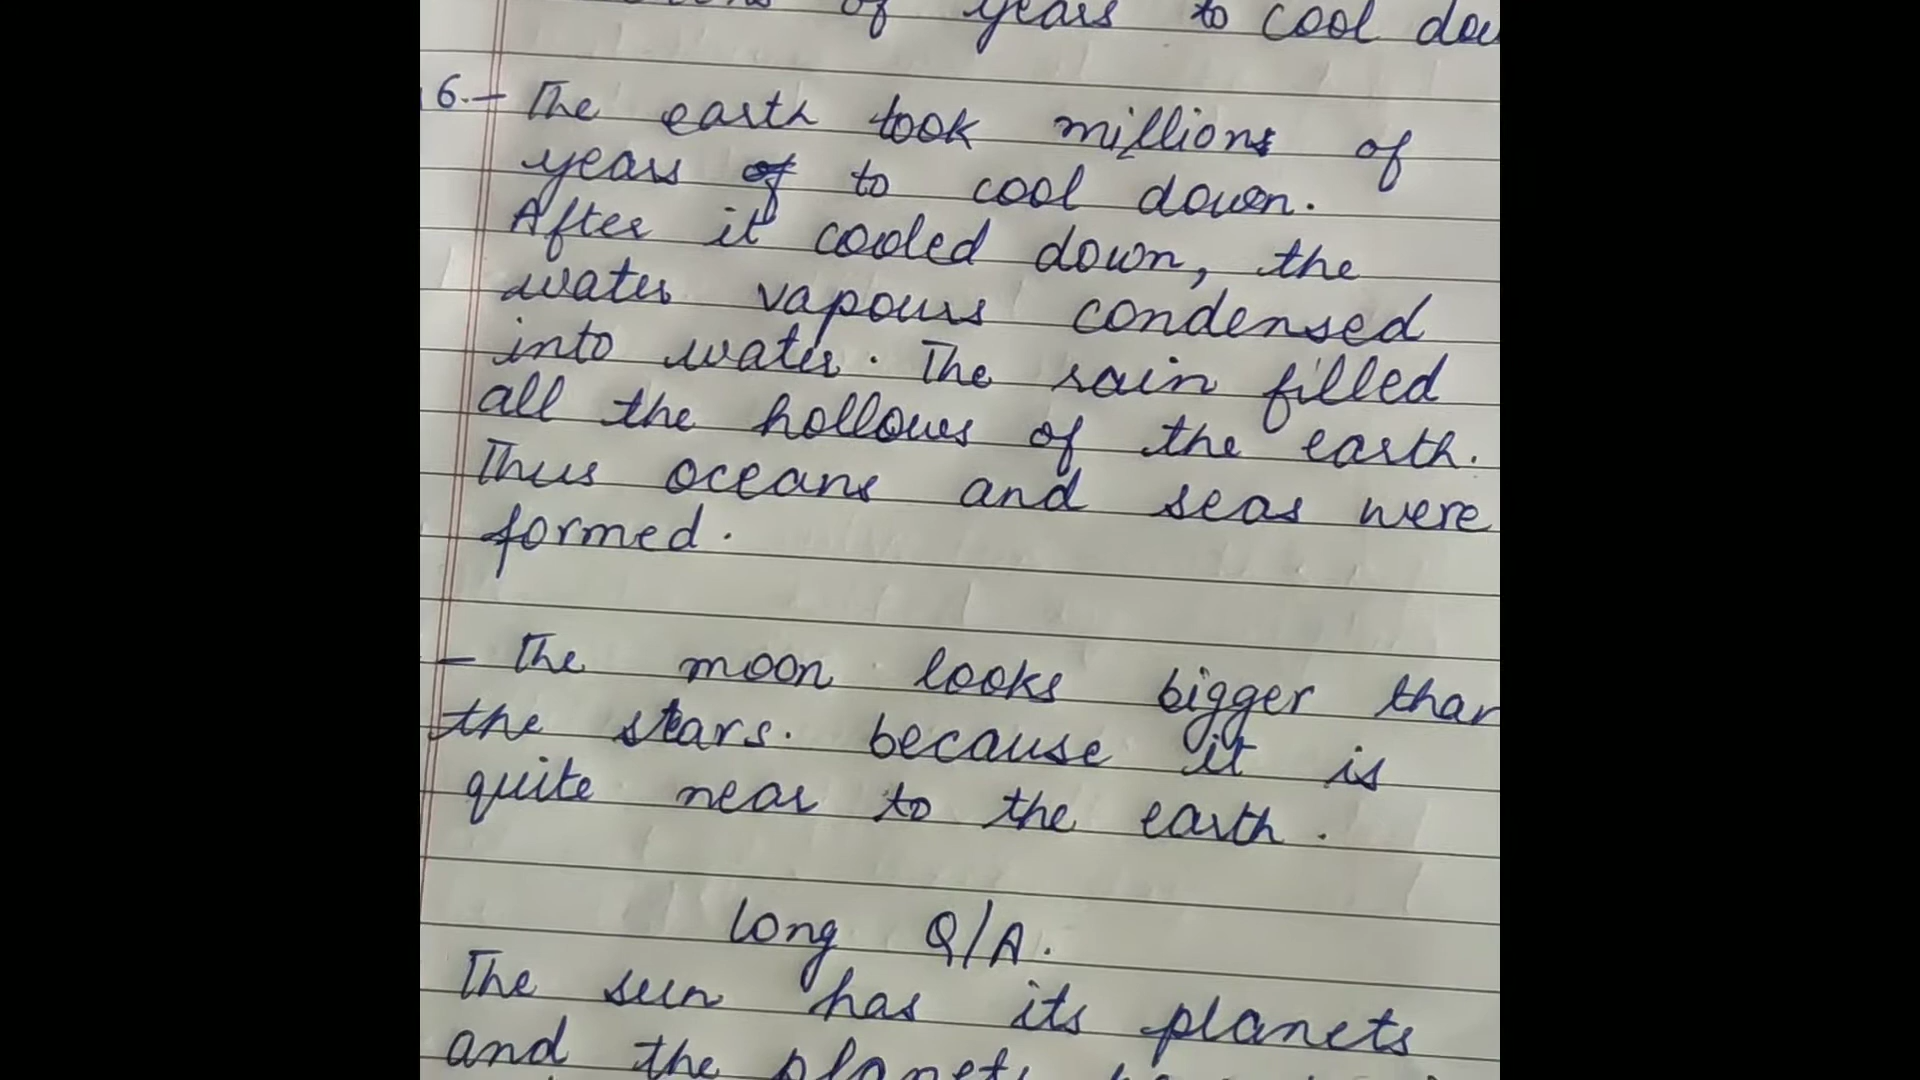 of years to cool
6.- The earth took millions of
years to cool down.
After it cooled down, the
water vapours condensed
into water. The rain filled
all the hollows of the earth.
Thus oceans and seas were
formed.
- The moon looks bigger than
the stars. because it is
quite near to the earth.
Long Q/A.
The sun has its planets
and the planets